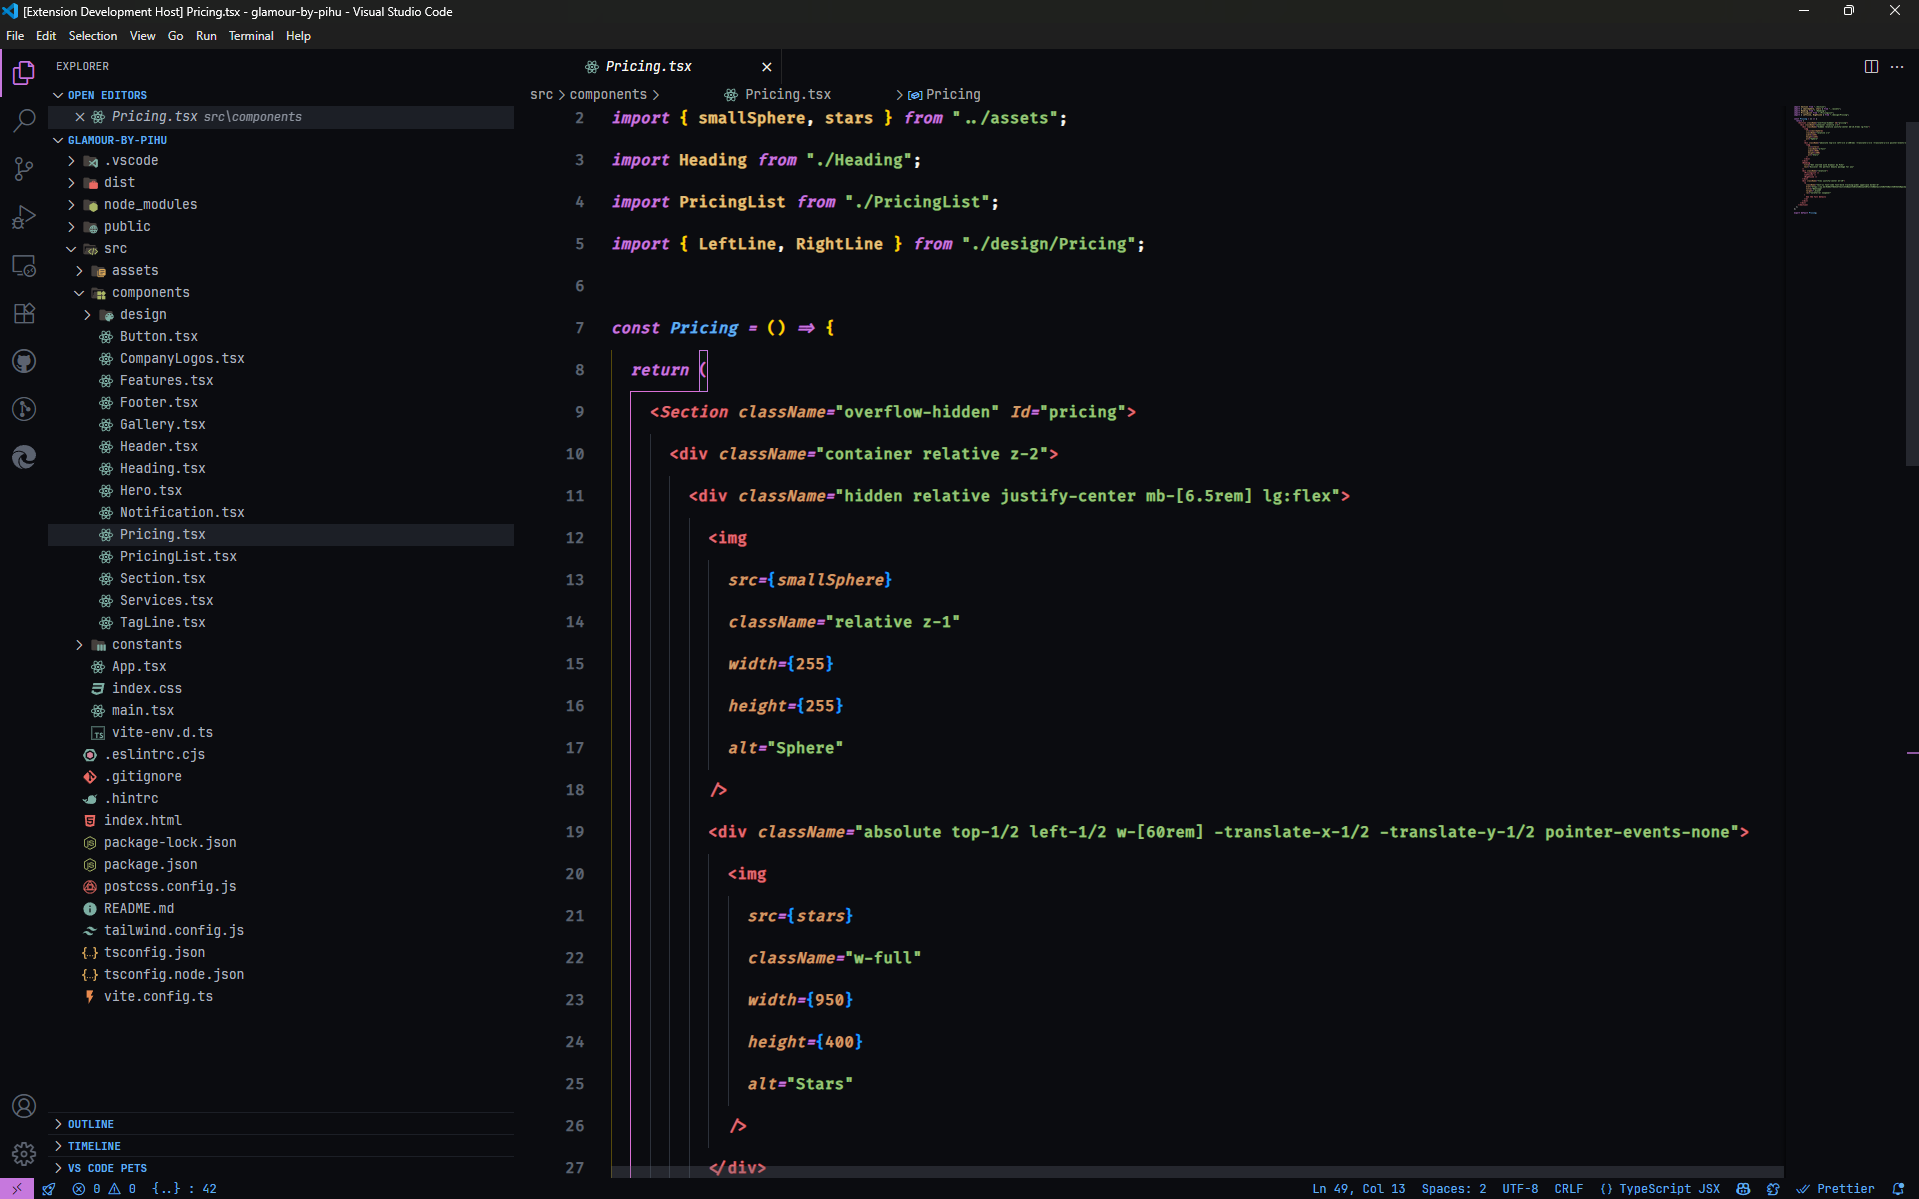 [Extension Development Host] Pricing.tsx - glamour-by-pihu - Visual Studio Code
File Edit Selection View Go Run Terminal Help
EXPLORER
OPEN EDITORS
Pricing.tsx src\components
GLAMOUR-BY-PIHU
.vscode
dist
node_modules
public
src
assets
components
design
Button.tsx
CompanyLogos.tsx
Features.tsx
Footer.tsx
Gallery.tsx
Header.tsx
Heading.tsx
Hero.tsx
Notification.tsx
Pricing.tsx
PricingList.tsx
Section.tsx
Services.tsx
TagLine.tsx
constants
App.tsx
index.css
main.tsx
vite-env.d.ts
.eslintrc.cjs
.gitignore
.hintrc
index.html
package-lock.json
package.json
postcss.config.js
README.md
tailwind.config.js
tsconfig.json
tsconfig.node.json
vite.config.ts
OUTLINE
TIMELINE
VS CODE PETS
Pricing.tsx
src > components > Pricing.tsx > Pricing
2 import { smallSphere, stars } from "../assets";
3 import Heading from "./Heading";
4 import PricingList from "./PricingList";
5 import { LeftLine, RightLine } from "./design/Pricing";
6
7 const Pricing = () => {
8 return (
9 <Section className="overflow-hidden" Id="pricing">
10 <div className="container relative z-2">
11 <div className="hidden relative justify-center mb-[6.5rem] lg:flex">
12 <img
13 src={smallSphere}
14 className="relative z-1"
15 width={255}
16 height={255}
17 alt="Sphere"
18 />
19 <div className="absolute top-1/2 left-1/2 w-[60rem] -translate-x-1/2 -translate-y-1/2 pointer-events-none">
20 <img
21 src={stars}
22 className="w-full"
23 width={950}
24 height={400}
25 alt="Stars"
26 />
27 </div>
0 0 {..} : 42
Ln 49, Col 13 Spaces: 2 UTF-8 CRLF {} TypeScript JSX Prettier